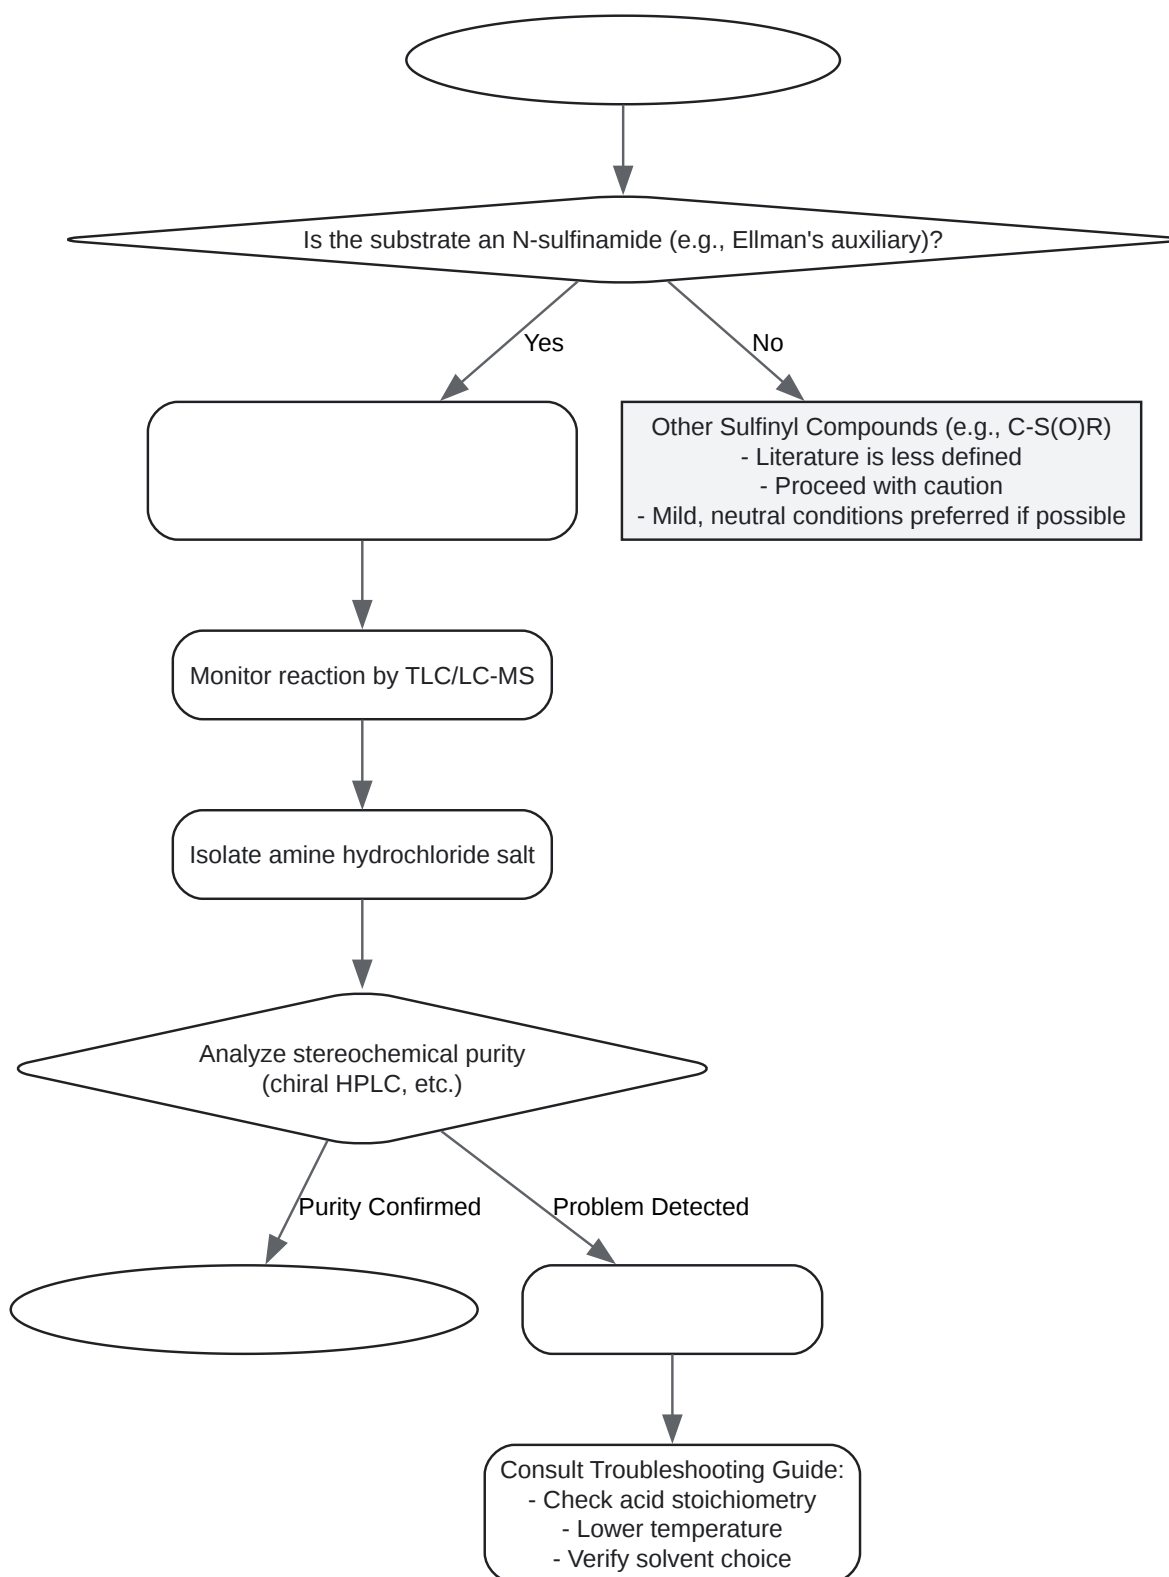 Is the substrate an N-sulfinamide (e.g., Ellman's auxiliary)?
Yes
No
Other Sulfinyl Compounds (e.g., C-S(O)R)
- Literature is less defined
- Proceed with caution
- Mild, neutral conditions preferred if possible
Monitor reaction by TLC/LC-MS
Isolate amine hydrochloride salt
Analyze stereochemical purity
(chiral HPLC, etc.)
Purity Confirmed
Problem Detected
Consult Troubleshooting Guide:
- Check acid stoichiometry
- Lower temperature
- Verify solvent choice